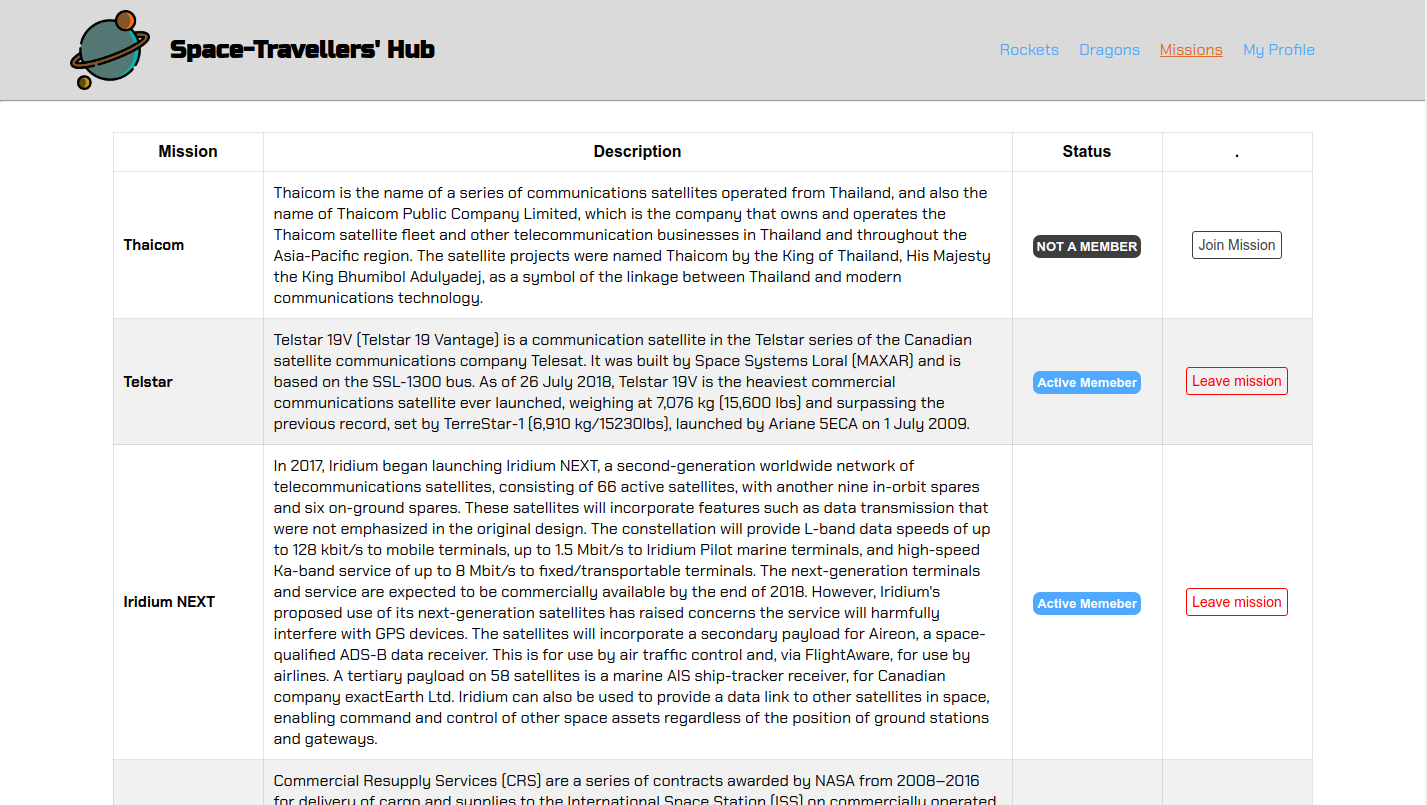 Space-Travellers' Hub
Rockets Dragons Missions My Profile
Mission Description Status .
Thaicom
Thaicom is the name of a series of communications satellites operated from Thailand, and also the
name of Thaicom Public Company Limited, which is the company that owns and operates the
Thaicom satellite fleet and other telecommunication businesses in Thailand and throughout the
Asia-Pacific region. The satellite projects were named Thaicom by the King of Thailand, His Majesty
the King Bhumibol Adulyadej, as a symbol of the linkage between Thailand and modern
communications technology.
NOT A MEMBER
Join Mission
Telstar
Telstar 19V (Telstar 19 Vantage) is a communication satellite in the Telstar series of the Canadian
satellite communications company Telesat. It was built by Space Systems Loral (MAXAR) and is
based on the SSL-1300 bus. As of 26 July 2018, Telstar 19V is the heaviest commercial
communications satellite ever launched, weighing at 7,076 kg (15,600 lbs) and surpassing the
previous record, set by TerreStar-1 (6,910 kg/15230lbs), launched by Ariane 5ECA on 1 July 2009.
Active Memeber
Leave mission
Iridium NEXT
In 2017, Iridium began launching Iridium NEXT, a second-generation worldwide network of
telecommunications satellites, consisting of 66 active satellites, with another nine in-orbit spares
and six on-ground spares. These satellites will incorporate features such as data transmission that
were not emphasized in the original design. The constellation will provide L-band data speeds of up
to 128 kbit/s to mobile terminals, up to 1.5 Mbit/s to Iridium Pilot marine terminals, and high-speed
Ka-band service of up to 8 Mbit/s to fixed/transportable terminals. The next-generation terminals
and service are expected to be commercially available by the end of 2018. However, Iridium's
proposed use of its next-generation satellites has raised concerns the service will harmfully
interfere with GPS devices. The satellites will incorporate a secondary payload for Aireon, a space-
qualified ADS-B data receiver. This is for use by air traffic control and, via FlightAware, for use by
airlines. A tertiary payload on 58 satellites is a marine AIS ship-tracker receiver, for Canadian
company exactEarth Ltd. Iridium can also be used to provide a data link to other satellites in space,
enabling command and control of other space assets regardless of the position of ground stations
and gateways.
Active Memeber
Leave mission
Commercial Resupply Services (CRS) are a series of contracts awarded by NASA from 2008–2016
for delivery of cargo and supplies to the International Space Station (ISS) on commercially operated